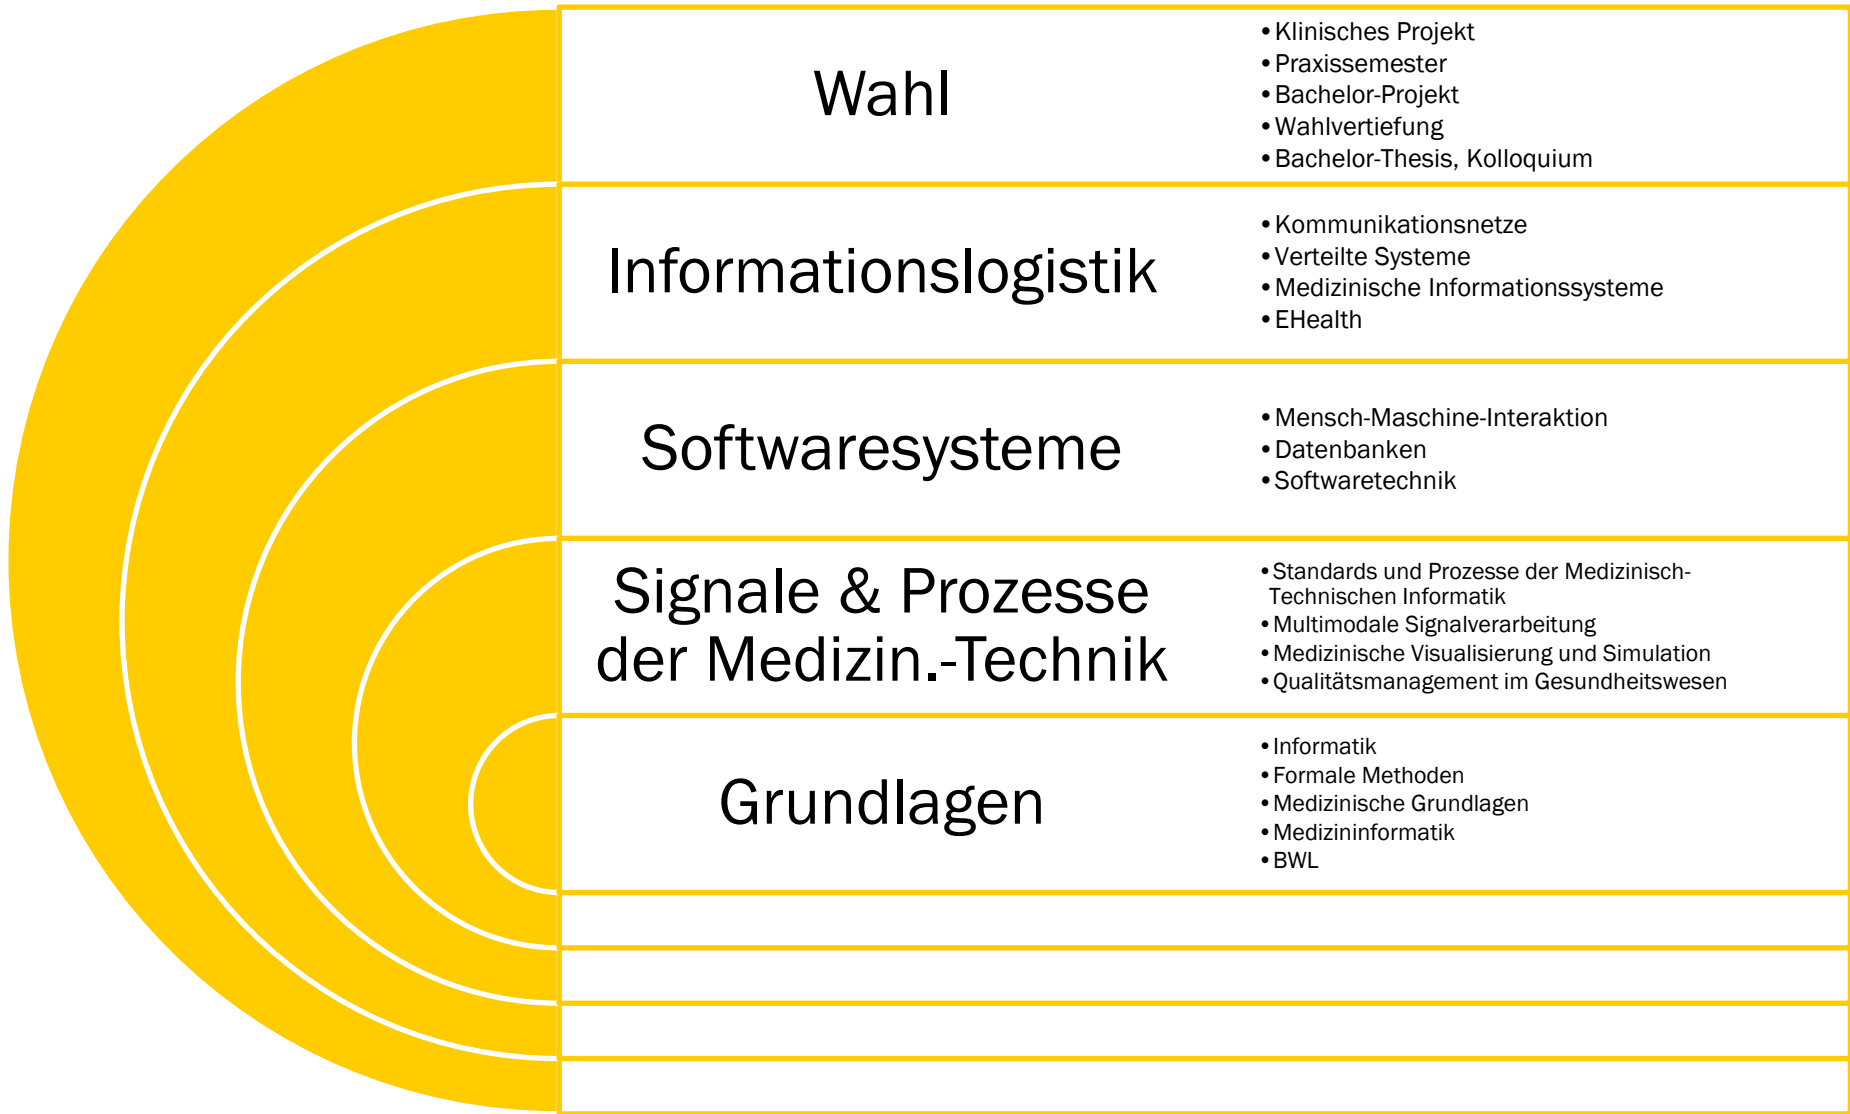 Wahl
•Klinisches Projekt
•Praxissemester
•Bachelor-Projekt
•Wahlvertiefung
•Bachelor-Thesis, Kolloquium
Informationslogistik
•Kommunikationsnetze
•Verteilte Systeme
•Medizinische Informationssysteme
•EHealth
Softwaresysteme
•Mensch-Maschine-Interaktion
•Datenbanken
•Softwaretechnik
Signale & Prozesse
der Medizin.-Technik
•Standards und Prozesse der Medizinisch-
Technischen Informatik
•Multimodale Signalverarbeitung
•Medizinische Visualisierung und Simulation
•Qualitätsmanagement im Gesundheitswesen
Grundlagen
•Informatik
•Formale Methoden
•Medizinische Grundlagen
•Medizininformatik
•BWL